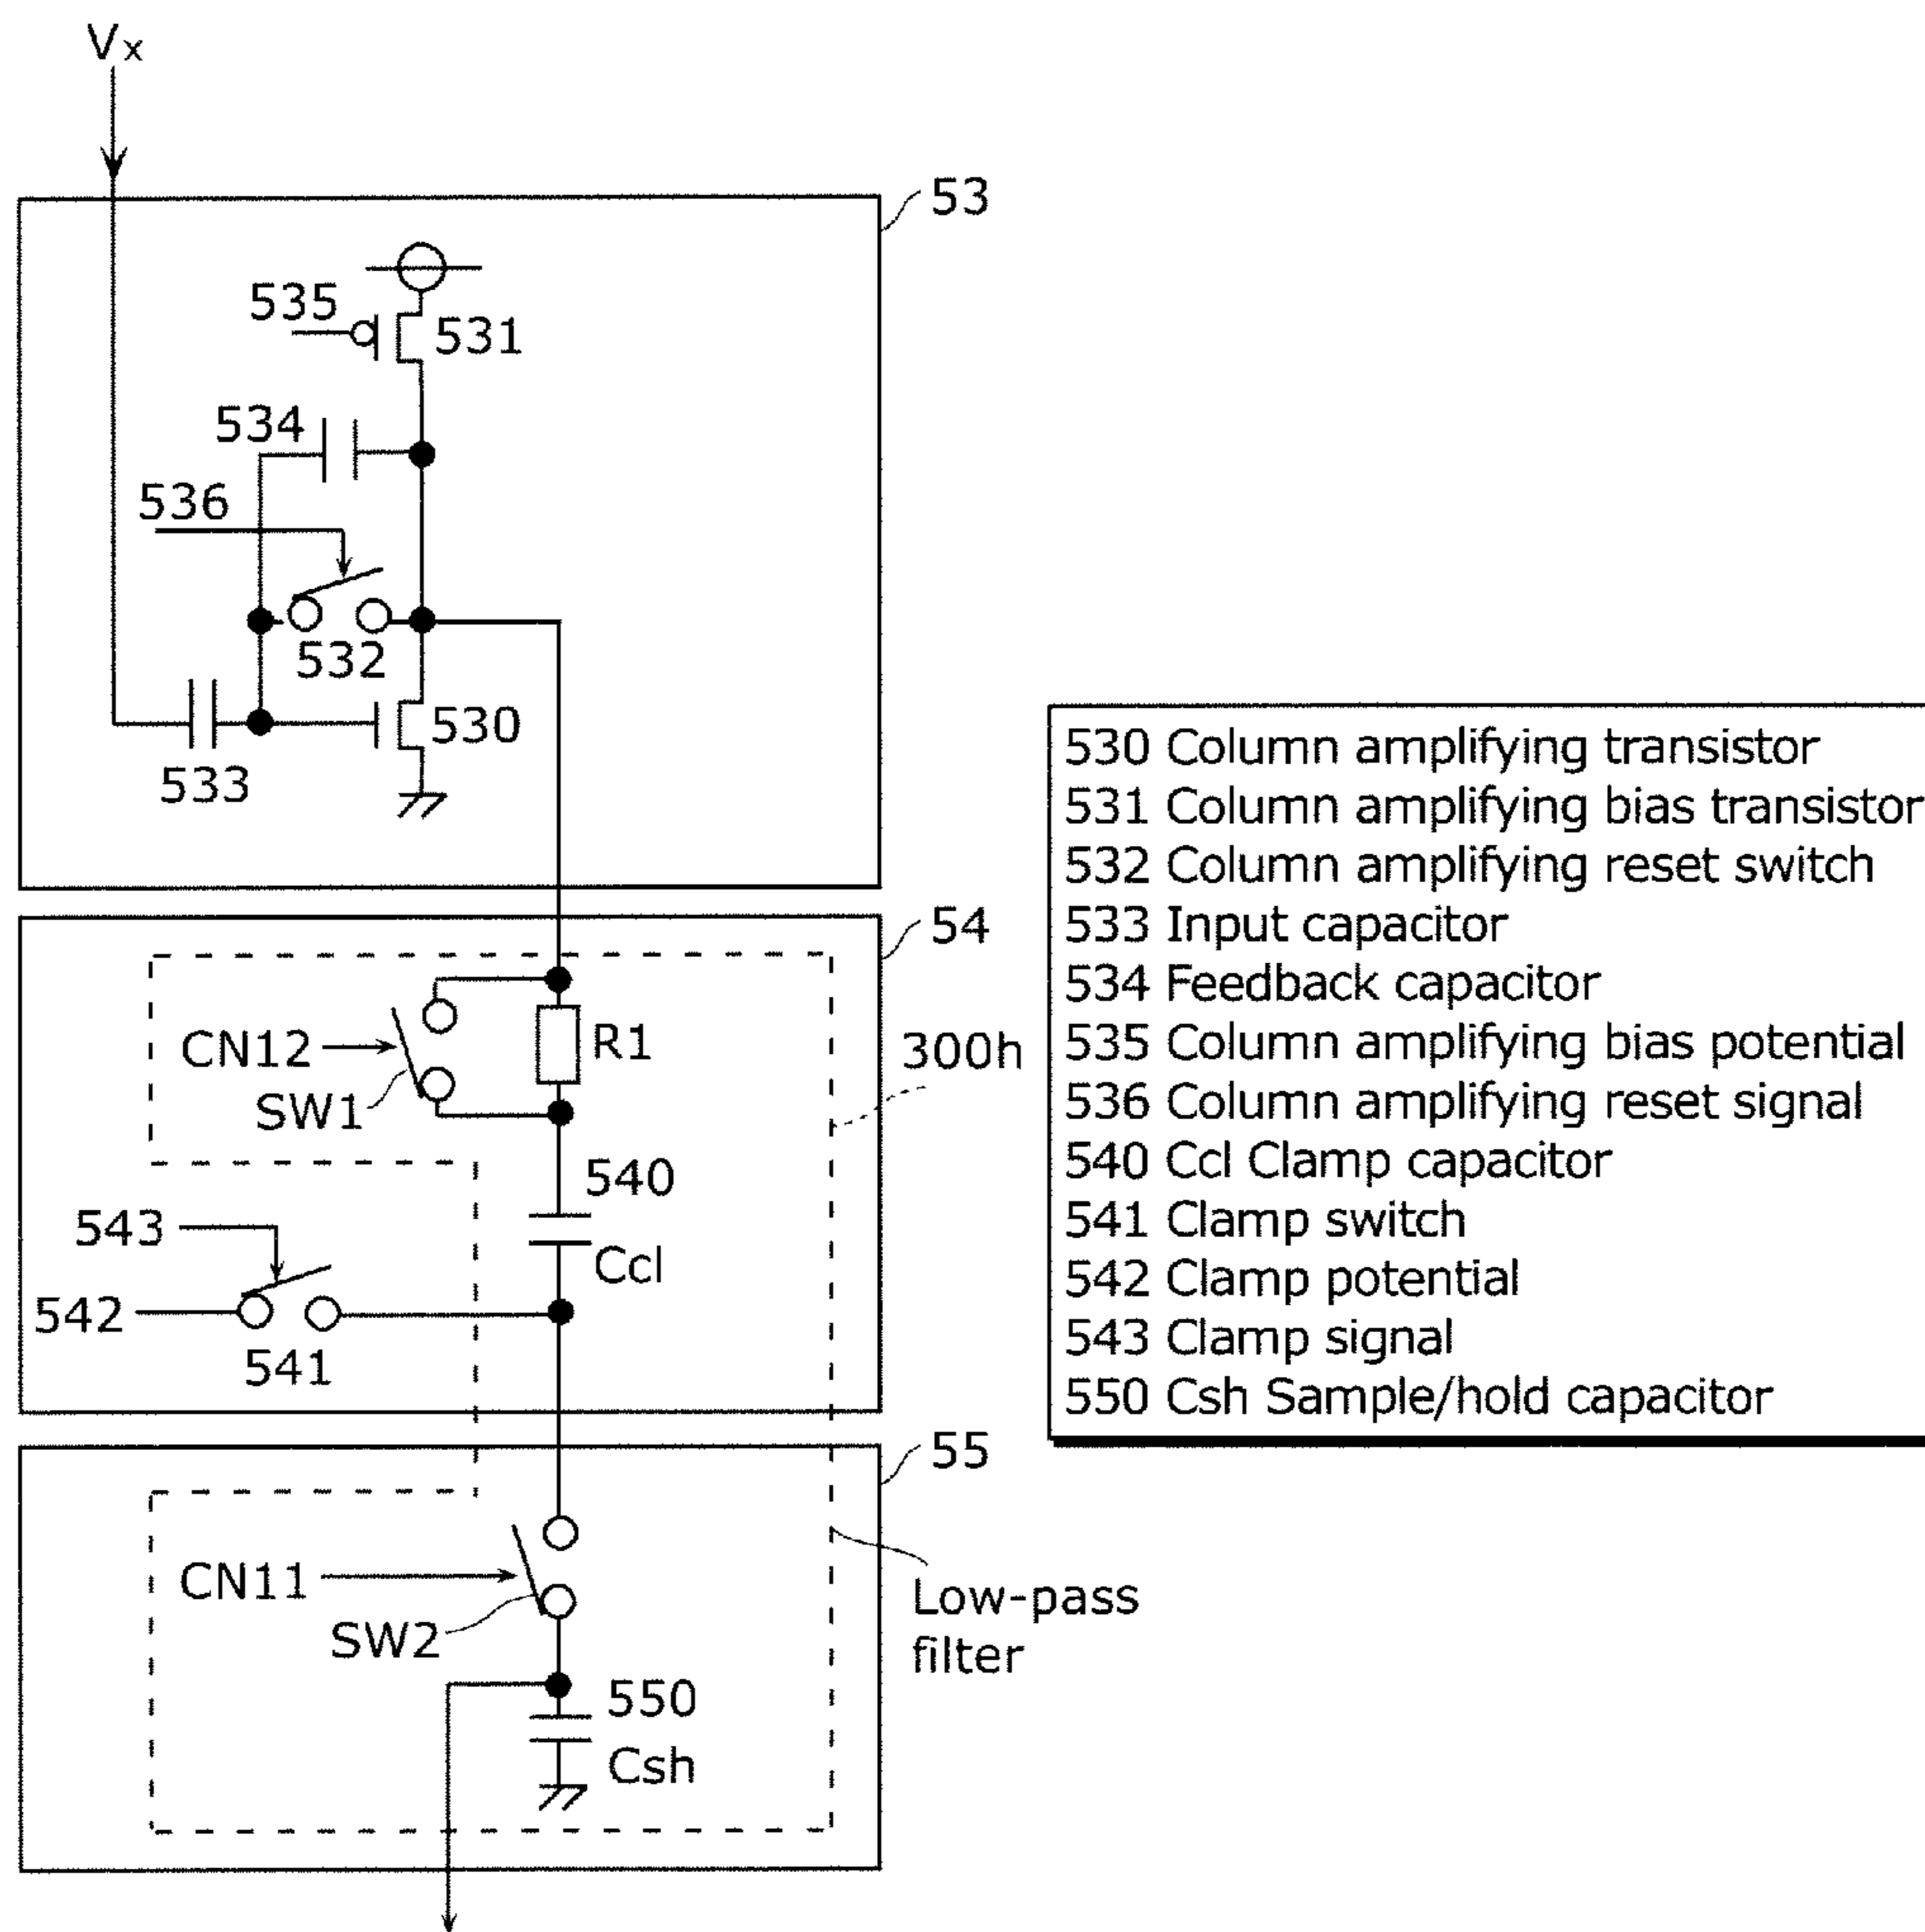 Vx
53
535
531
534
536
532
530
533
54
CN12
R1
300h
SW1
540
543
Ccl
542
541
55
CN11
SW2
Low-pass
filter
550
Csh
530 Column amplifying transistor
531 Column amplifying bias transistor
532 Column amplifying reset switch
533 Input capacitor
534 Feedback capacitor
535 Column amplifying bias potential
536 Column amplifying reset signal
540 Ccl Clamp capacitor
541 Clamp switch
542 Clamp potential
543 Clamp signal
550 Csh Sample/hold capacitor